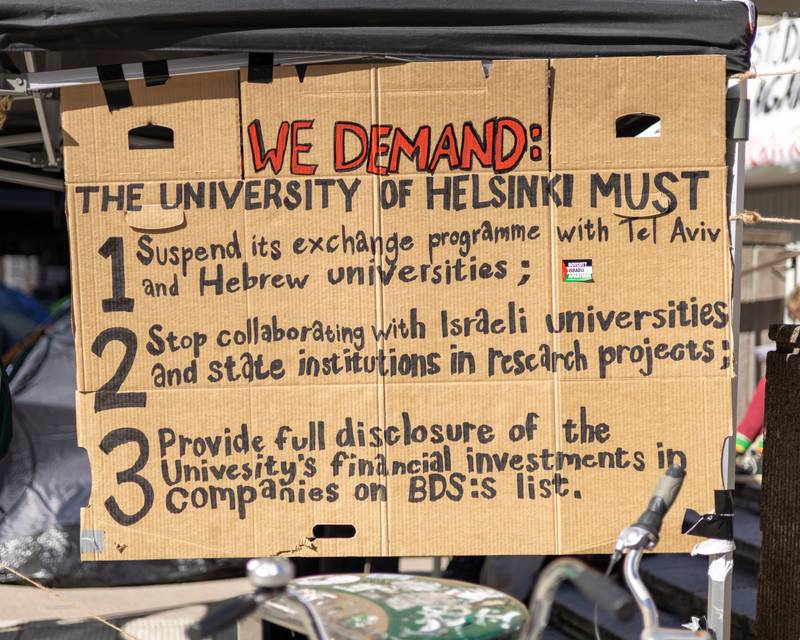 WE DEMAND:
THE UNIVERSITY OF HELSINKI MUST
1 Suspend its exchange programme with Tel Aviv
and Hebrew universities;
2 Stop collaborating with Israeli universities
and state institutions in research projects;
3 Provide full disclosure of the
Univesity's financial investments in
companies on BDS:s list.